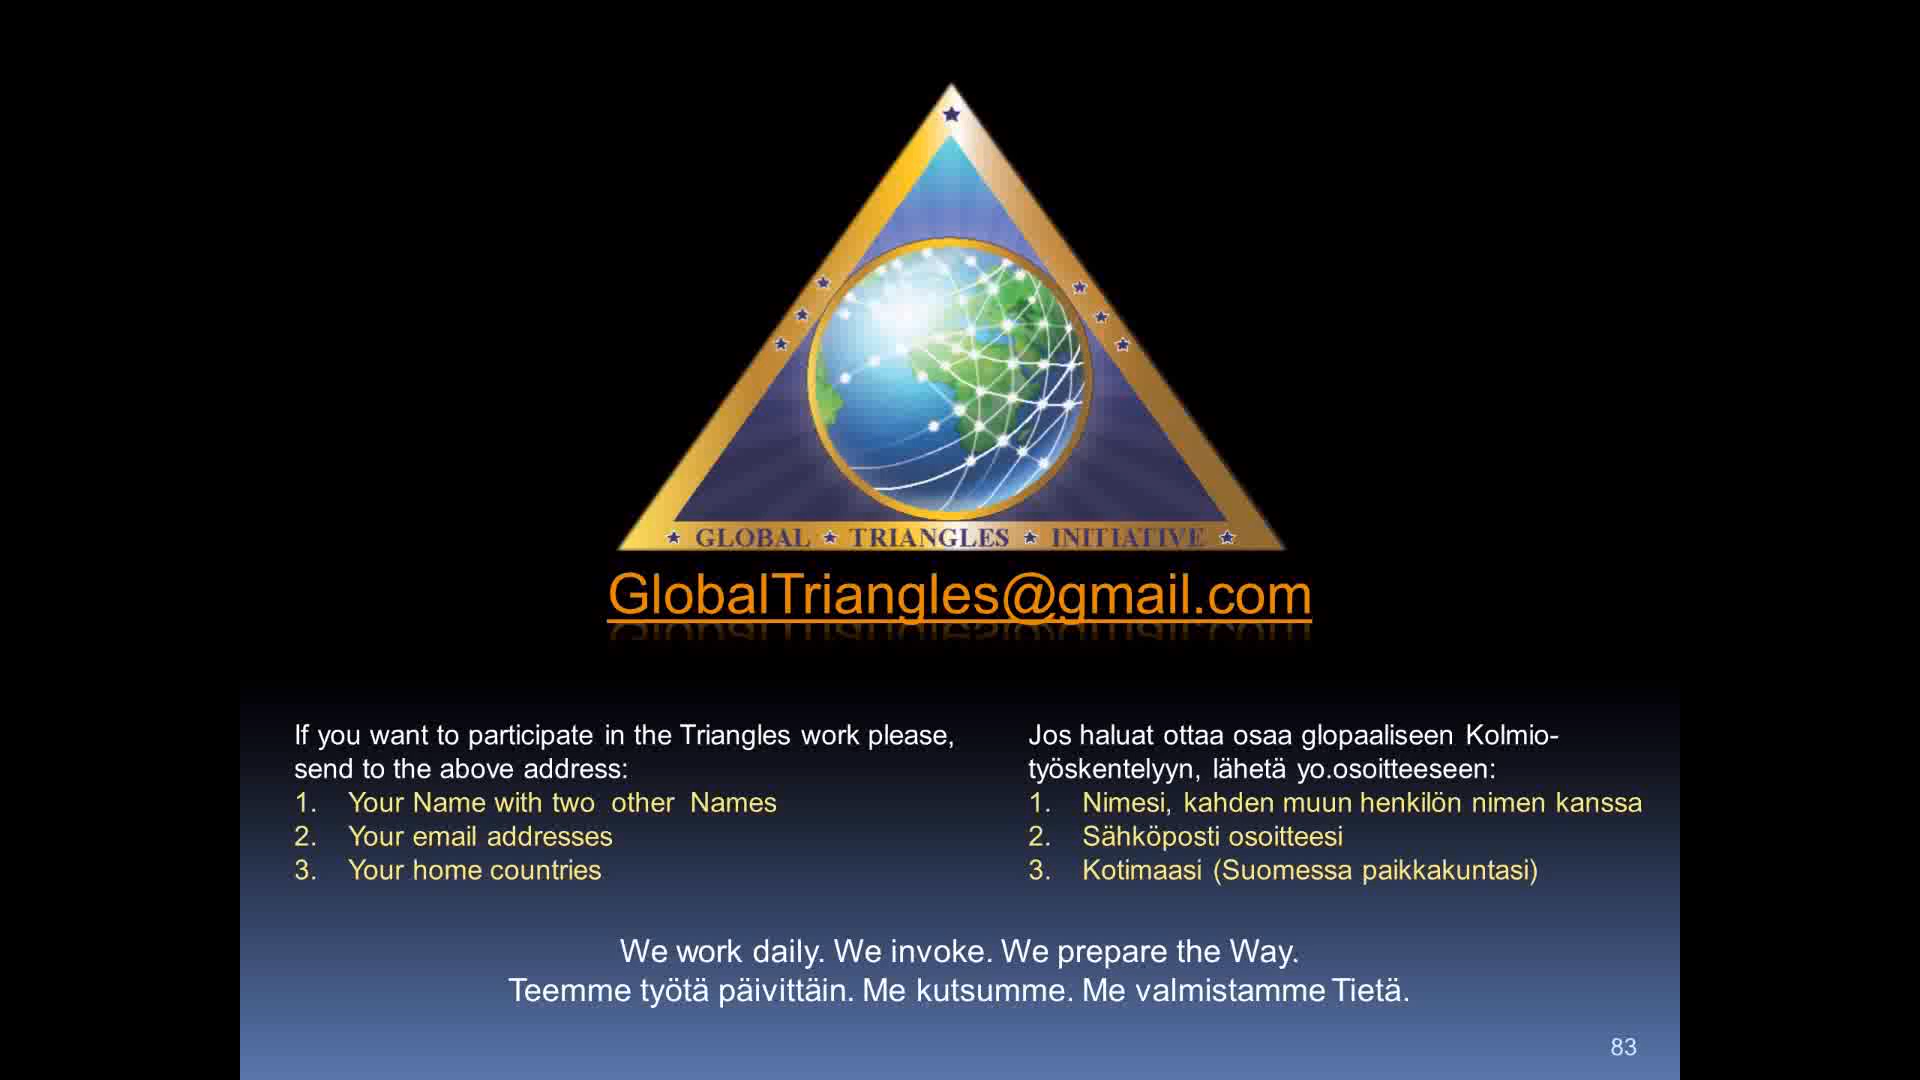 GLOBAL ★ TRIANGLES ★ INITIATIVE
GlobalTriangles@gmail.com
If you want to participate in the Triangles work please,
send to the above address:
1. Your Name with two other Names
2. Your email addresses
3. Your home countries
Jos haluat ottaa osaa glopaaliseen Kolmio-
työskentelyyn, lähetä yo.osoitteeseen:
1. Nimesi, kahden muun henkilön nimen kanssa
2. Sähköposti osoitteesi
3. Kotimaasi (Suomessa paikkakuntasi)
We work daily. We invoke. We prepare the Way.
Teemme työtä päivittäin. Me kutsumme. Me valmistamme Tietä.
83